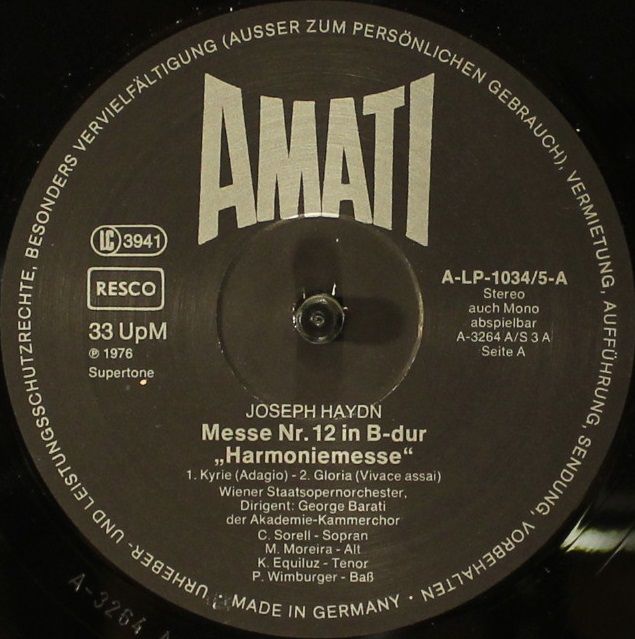 URHEBER- UND LEISTUNGSSCHUTZRECHTE, BESONDERS VERVIELFÄLTIGUNG (AUSSER ZUM PERSÖNLICHEN GEBRAUCH), VERMIETUNG, AUFFÜHRUNG, SENDUNG, VORBEHALTEN • MADE IN GERMANY •
AMATI
LC 3941
RESCO
33 UpM
℗ 1976
Supertone
A-LP-1034/5-A
Stereo
auch Mono
abspielbar
A-3264 A/S 3 A
Seite A
JOSEPH HAYDN
Messe Nr. 12 in B-dur
„Harmoniemesse“
1. Kyrie (Adagio) - 2. Gloria (Vivace assai)
Wiener Staatsopernorchester,
Dirigent: George Barati
der Akademie-Kammerchor
C. Sorell - Sopran
M. Moreira - Alt
K. Equiluz - Tenor
P. Wimburger - Baß
A-3264 A